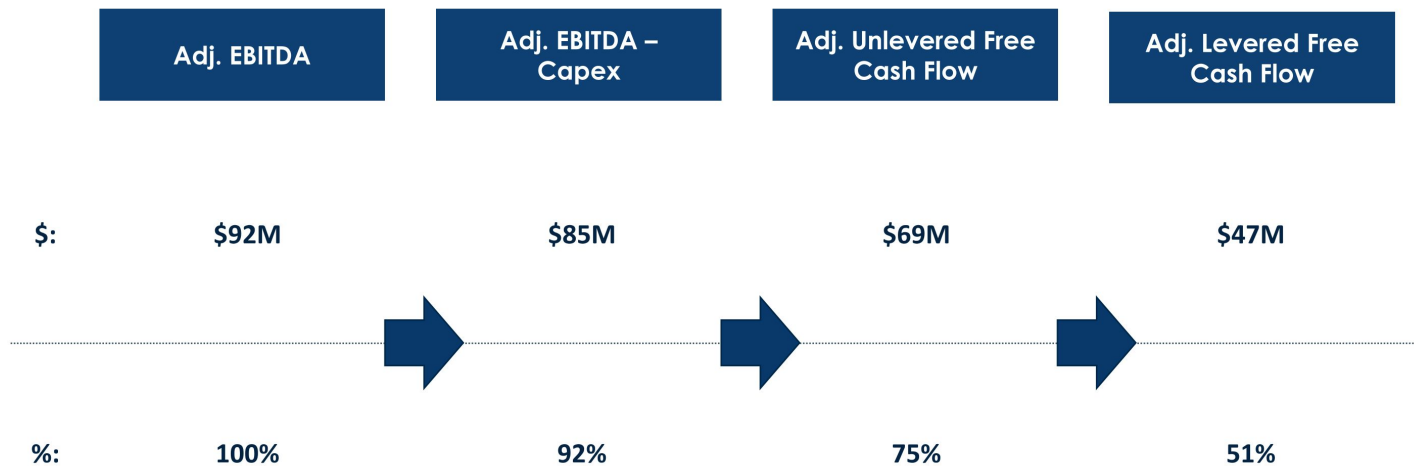 Adj. EBITDA
Adj. EBITDA –
Capex
Adj. Unlevered Free
Cash Flow
Adj. Levered Free
Cash Flow
$: $92M $85M $69M $47M
%: 100% 92% 75% 51%